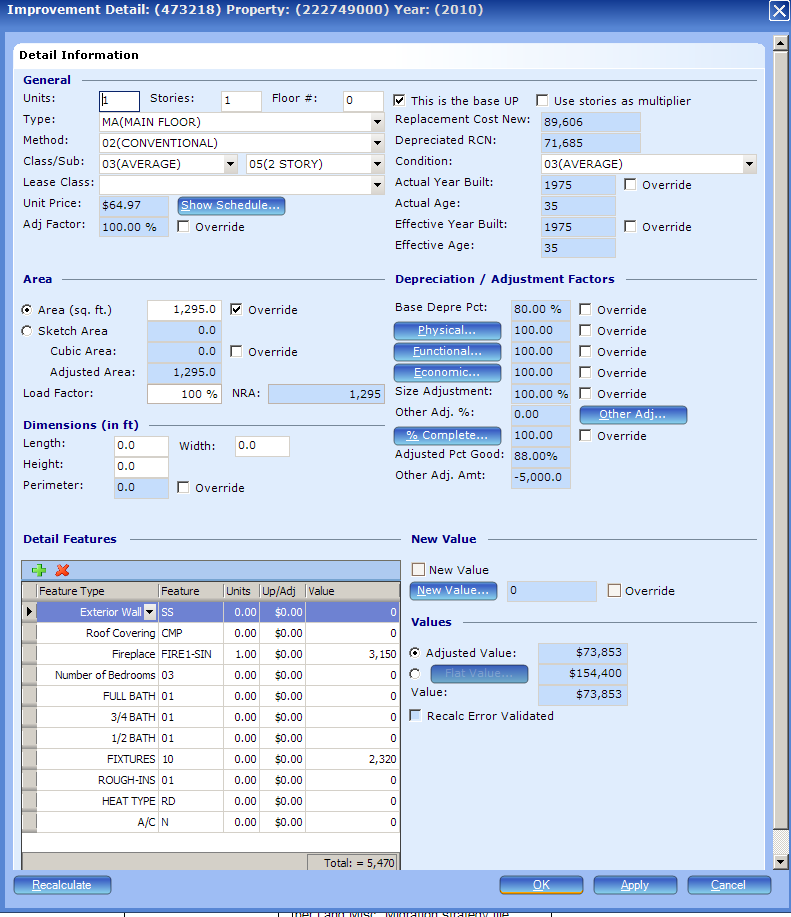 Improvement Detail: (473218) Property: (222749000) Year: (2010)
Detail Information
General
Units: 1 Stories: 1 Floor #: 0 This is the base UP Use stories as multiplier
Type: MA(MAIN FLOOR) Replacement Cost New: 89,606
Method: 02(CONVENTIONAL) Depreciated RCN: 71,685
Class/Sub: 03(AVERAGE) 05(2 STORY) Condition: 03(AVERAGE)
Lease Class: Actual Year Built: 1975 Override
Unit Price: $64.97 Show Schedule... Actual Age: 35
Adj Factor: 100.00 % Override Effective Year Built: 1975 Override
Effective Age: 35
Area Depreciation / Adjustment Factors
Area (sq. ft.) 1,295.0 Override Base Depre Pct: 80.00 % Override
Sketch Area 0.0 Physical... 100.00 Override
Cubic Area: 0.0 Override Functional... 100.00 Override
Adjusted Area: 1,295.0 Economic... 100.00 Override
Load Factor: 100 % NRA: 1,295 Size Adjustment: 100.00 % Override
Other Adj. %: 0.00 Other Adj...
Dimensions (in ft) % Complete... 100.00 Override
Length: 0.0 Width: 0.0 Adjusted Pct Good: 88.00%
Height: 0.0 Other Adj. Amt: -5,000.0
Perimeter: 0.0 Override
Detail Features New Value
New Value
Feature Type Feature Units Up/Adj Value New Value... 0 Override
Exterior Wall SS 0.00 $0.00 0
Roof Covering CMP 0.00 $0.00 0 Values
Fireplace FIRE1-SIN 1.00 $0.00 3,150 Adjusted Value: $73,853
Number of Bedrooms 03 0.00 $0.00 0 Flat Value... $154,400
FULL BATH 01 0.00 $0.00 0 Value: $73,853
3/4 BATH 01 0.00 $0.00 0 Recalc Error Validated
1/2 BATH 01 0.00 $0.00 0
FIXTURES 10 0.00 $0.00 2,320
ROUGH-INS 01 0.00 $0.00 0
HEAT TYPE RD 0.00 $0.00 0
A/C N 0.00 $0.00 0
Total: = 5,470
Recalculate OK Apply Cancel